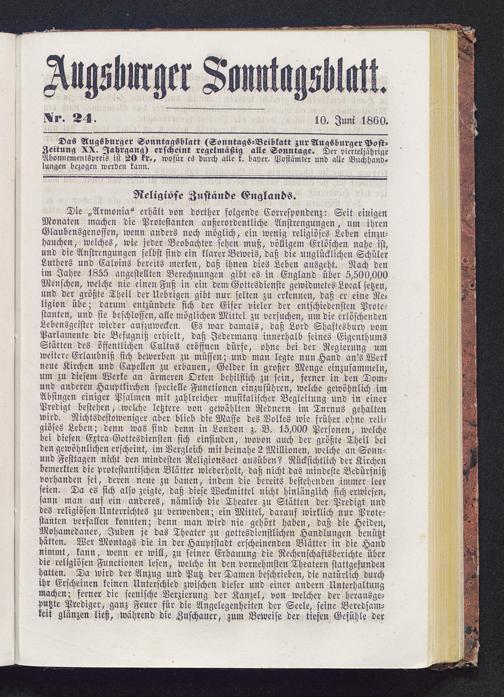 Augsburger Sonntagsblatt.
Nr. 24.
10. Juni 1860.
Das Augsburger Sonntagsblatt (Sonntags-Beiblatt zur Augsburger Post-
Zeitung XX. Jahrgang) erscheint regelmäßig alle Sonntage. Der vierteljährige
Abonnementspreis ist 20 kr., wofür es durch alle k. bayer. Postämter und alle Buchhand-
lungen bezogen werden kann.
Religiöse Zustände Englands.
Die „Armonia“ erhält von dorther folgende Correspondenz: Seit einigen
Monaten machen die Protestanten außerordentliche Anstrengungen, um ihren
Glaubensgenossen, wenn anders noch möglich, ein wenig religiöses Leben einzu-
hauchen, welches, wie jeder Beobachter sehen muß, völligem Erlöschen nahe ist,
und die Anstrengungen selbst sind ein klarer Beweis, daß die unglücklichen Schüler
Luthers und Calvins bereits merken, daß ihnen dies Leben ausgeht. Nach den
im Jahre 1855 angestellten Berechnungen gibt es in England über 5,500,000
Menschen, welche nie einen Fuß in ein dem Gottesdienste gewidmetes Local setzen,
und der größte Theil der Uebrigen gibt nur selten zu erkennen, daß er eine Re-
ligion übe; darum entzündete sich der Eifer vieler der entschiedensten Prote-
stanten, und sie beschlossen, alle möglichen Mittel zu versuchen, um die erlöschenden
Lebensgeister wieder aufzuwecken. Es war damals, daß Lord Shaftesbury vom
Parlamente die Befugniß erhielt, daß Jedermann innerhalb seines Eigenthums
Stätten des öffentlichen Cultus eröffnen dürfe, ohne bei der Regierung um
weitere Erlaubniß sich bewerben zu müssen; und man legte nun Hand an's Werk
neue Kirchen und Capellen zu erbauen, Gelder in großer Menge einzusammeln,
um zu diesem Werke an ärmeren Orten behilflich zu sein, ferner in den Dom-
und anderen Hauptkirchen specielle Functionen einzuführen, welche gewöhnlich im
Absingen einiger Psalmen mit zahlreicher musikalischer Begleitung und in einer
Predigt bestehen, welche letztere von gewählten Rednern im Turnus gehalten
wird. Nichtsdestoweniger aber blieb die Masse des Volkes wie früher ohne reli-
giöses Leben; denn was sind denn in London z. B. 15,000 Personen, welche
bei diesen Extra-Gottesdiensten sich einfinden, wovon auch der größte Theil bei
den gewöhnlichen erscheint, im Vergleich mit beinahe 2 Millionen, welche an Sonn-
und Festtagen nicht den mindesten Religionsact ausüben? Rücksichtlich der Kirchen
bemerkten die protestantischen Blätter wiederholt, daß nicht das mindeste Bedürfniß
vorhanden sei, deren neue zu bauen, indem die bereits bestehenden immer leer
seien. Da es sich also zeigte, daß diese Weckmittel nicht hinlänglich sich erwiesen,
sann man auf ein anderes, nämlich die Theater zu Stätten der Predigt und
des religiösen Unterrichtes zu verwenden; ein Mittel, darauf wirklich nur Prote-
stanten verfallen konnten; denn man wird nie gehört haben, daß die Heiden,
Mohamedaner, Juden je das Theater zu gottesdienstlichen Handlungen benützt
hätten. Wer Montags die in der Hauptstadt erscheinenden Blätter in die Hand
nimmt, kann, wenn er will, zu seiner Erbauung die Rechenschaftsberichte über
die religiösen Functionen lesen, welche in den vornehmsten Theatern stattgefunden
hatten. Da wird der Anzug und Putz der Damen beschrieben, die natürlich durch
ihr Erscheinen keinen Unterschied zwischen dieser und einer andern Unterhaltung
machen; ferner die scenische Verzierung der Kanzel, von welcher der herausge-
putzte Prediger, ganz Feuer für die Angelegenheiten der Seele, seine Beredsam-
keit glänzen ließ, während die Zuschauer, zum Beweise der tiefen Gefühle der